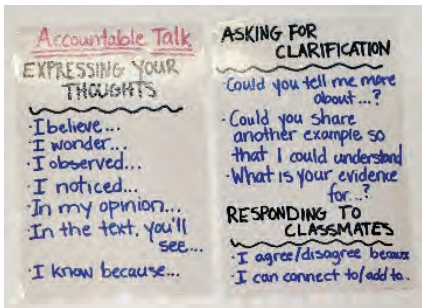 Accountable Talk
EXPRESSING YOUR
THOUGHTS
· I believe...
· I wonder...
· I observed...
· I noticed...
· In my opinion...
· In the text, you'll
see...
· I know because...
ASKING FOR
CLARIFICATION
· Could you tell me more
about...?
· Could you share
another example so
that I could understand
· What is your evidence
for...?
RESPONDING TO
CLASSMATES
· I agree/disagree because
· I can connect to/add to..